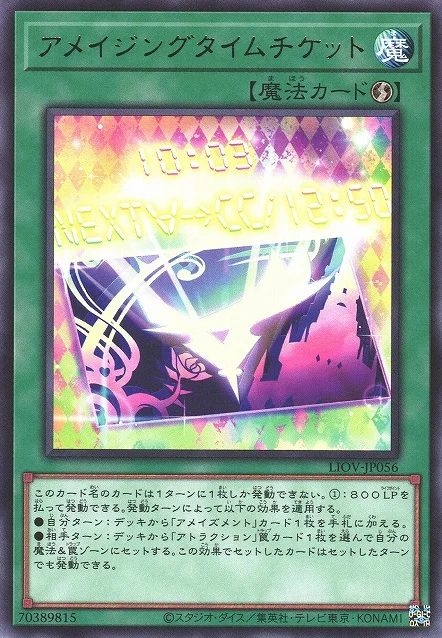 アメイジングタイムチケット
魔
【魔法カード】
10:03
NEXT∀→CC/12:50
LIOV-JP056
このカード名のカードは1ターンに1枚しか発動できない。①：800LPを
払って発動できる。発動ターンによって以下の効果を適用する。
●自分ターン：デッキから「アメイズメント」カード1枚を手札に加える。
●相手ターン：デッキから「アトラクション」罠カード1枚を選んで自分の
魔法&罠ゾーンにセットする。この効果でセットしたカードはセットしたターン
でも発動できる。
70389815
©スタジオ・ダイス/集英社・テレビ東京・KONAMI